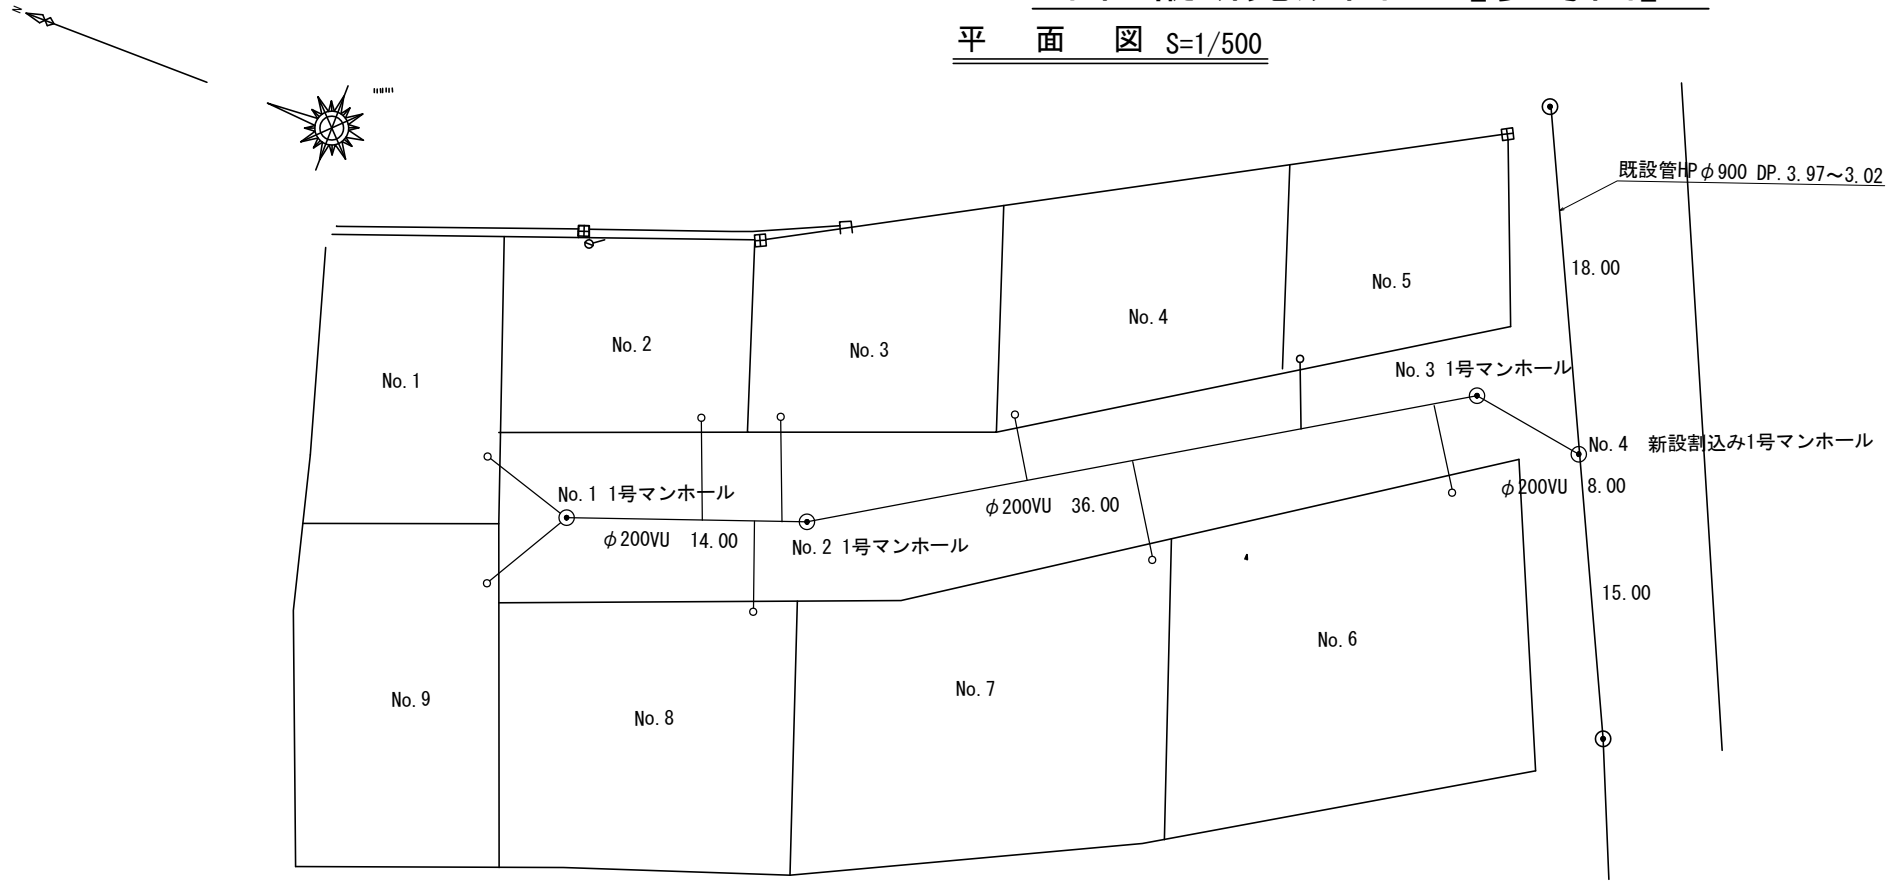 平 面 図 S=1/500
N
既設管HPφ900 DP.3.97～3.02
18.00
No.5
No.4
No.2
No.3
No.1
No.3 1号マンホール
No.4 新設割込み1号マンホール
No.1 1号マンホール
φ200VU 8.00
φ200VU 36.00
φ200VU 14.00
No.2 1号マンホール
15.00
No.6
No.7
No.9
No.8